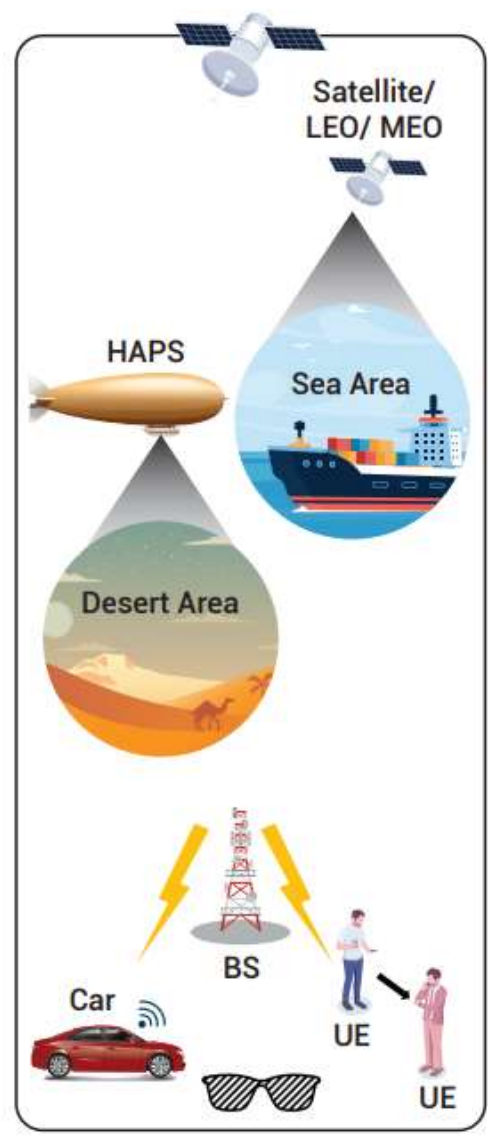 Satellite/
LEO/ MEO
HAPS
Sea Area
Desert Area
BS
Car
UE
UE